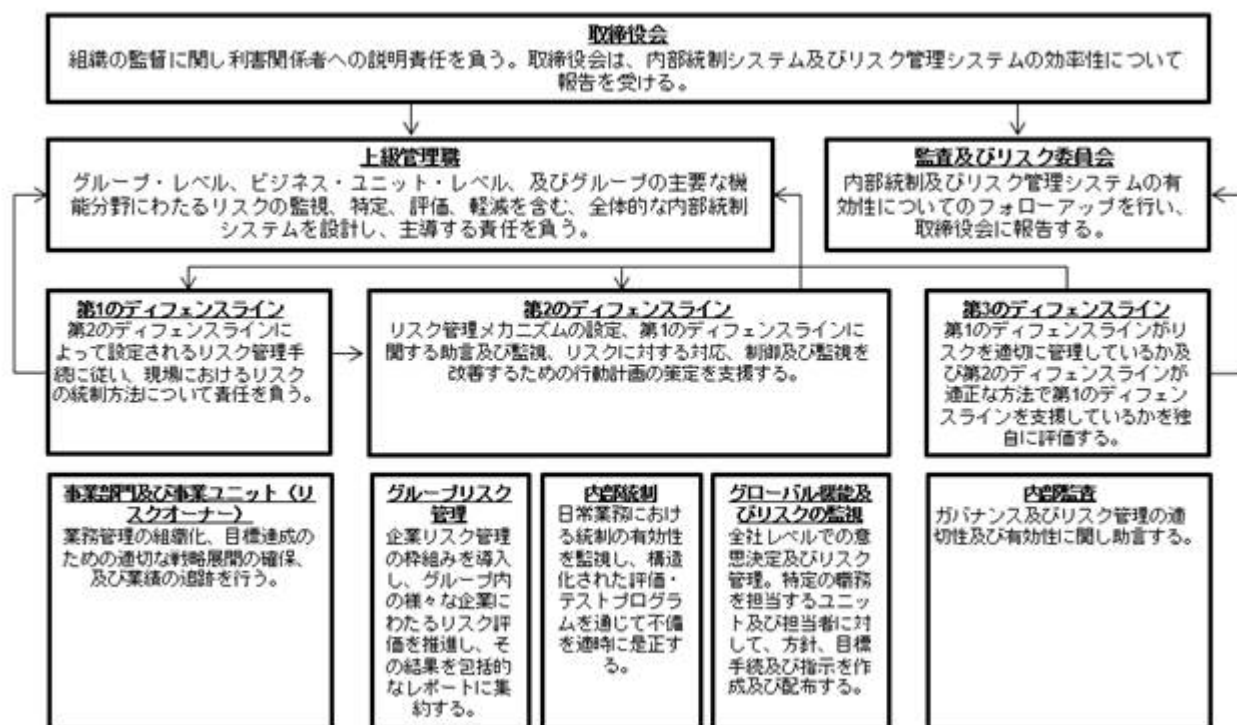 取締役会
組織の監督に関し利害関係者への説明責任を負う。取締役会は、内部統制システム及びリスク管理システムの効率性について
報告を受ける。
上級管理職
グループ・レベル、ビジネス・ユニット・レベル、及びグループの主要な機
能分野にわたるリスクの監視、特定、評価、軽減を含む、全体的な内部統制
システムを設計し、主導する責任を負う。
監査及びリスク委員会
内部統制及びリスク管理システムの有
効性についてのフォローアップを行い、
取締役会に報告する。
第1のディフェンスライン
第2のディフェンスラインに
よって設定されるリスク管理手
続に従い、現場におけるリスク
の統制方法について責任を負う。
第2のディフェンスライン
リスク管理メカニズムの設定、第1のディフェンスラインに
関する助言及び監視、リスクに対する対応、制御及び監視を
改善するための行動計画の策定を支援する。
第3のディフェンスライン
第1のディフェンスラインがリ
スクを適切に管理しているか及
び第2のディフェンスラインが
適正な方法で第1のディフェン
スラインを支援しているかを独
自に評価する。
事業部門及び事業ユニット（リ
スクオーナー）
業務管理の組織化、目標達成の
ための適切な戦略展開の確保、
及び業績の追跡を行う。
グループリスク
管理
企業リスク管理
の枠組みを導入
し、グループ内
の様々な企業に
わたるリスク評
価を推進し、そ
の結果を包括的
なレポートに集
約する。
内部統制
日常業務におけ
る統制の有効性
を監視し、構造
化された評価・
テストプログラ
ムを通じて不備
を適時に是正す
る。
グローバル機能及
びリスクの監視
全社レベルでの意
思決定及びリスク
管理。特定の職務
を担当するユニッ
ト及び担当者に対
して、方針、目標
手続及び指示を作
成及び配布する。
内部監査
ガバナンス及びリスク管理の適
切性及び有効性に関し助言する。